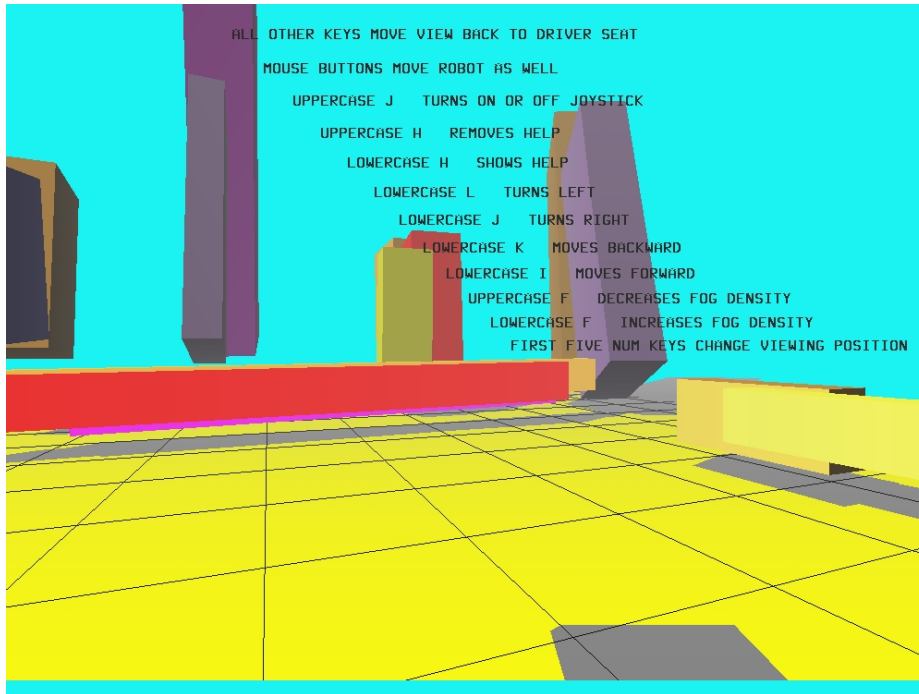 ALL OTHER KEYS MOVE VIEW BACK TO DRIVER SEAT
MOUSE BUTTONS MOVE ROBOT AS WELL
UPPERCASE J TURNS ON OR OFF JOYSTICK
UPPERCASE H REMOVES HELP
LOWERCASE H SHOWS HELP
LOWERCASE L TURNS LEFT
LOWERCASE J TURNS RIGHT
LOWERCASE K MOVES BACKWARD
LOWERCASE I MOVES FORWARD
UPPERCASE F DECREASES FOG DENSITY
LOWERCASE F INCREASES FOG DENSITY
FIRST FIVE NUM KEYS CHANGE VIEWING POSITION